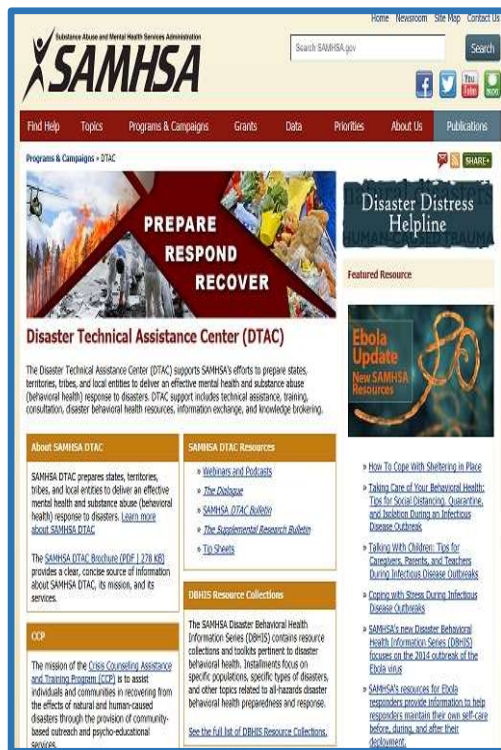 Home Newsroom Site Map Contact Us
Substance Abuse and Mental Health Services Administration
SAMHSA
Search SAMHSA.gov
Search
You
Tube
Find Help Topics Programs & Campaigns Grants Data Priorities About Us Publications
Programs & Campaigns » DTAC
SHARE+
PREPARE
RESPOND
RECOVER
Disaster Technical Assistance Center (DTAC)
The Disaster Technical Assistance Center (DTAC) supports SAMHSA's efforts to prepare states,
territories, tribes, and local entities to deliver an effective mental health and substance abuse
(behavioral health) response to disasters. DTAC support includes technical assistance, training,
consultation, disaster behavioral health resources, information exchange, and knowledge brokering.
About SAMHSA DTAC
SAMHSA DTAC prepares states, territories,
tribes, and local entities to deliver an effective
mental health and substance abuse (behavioral
health) response to disasters. Learn more
about SAMHSA DTAC
The SAMHSA DTAC Brochure (PDF | 278 KB)
provides a clear, concise source of information
about SAMHSA DTAC, its mission, and its
services.
CCP
The mission of the Crisis Counseling Assistance
and Training Program (CCP) is to assist
individuals and communities in recovering from
the effects of natural and human-caused
disasters through the provision of community-
based outreach and psycho-educational
services.
SAMHSA DTAC Resources
» Webinars and Podcasts
» The Dialogue
» SAMHSA DTAC Bulletin
» The Supplemental Research Bulletin
» Tip Sheets
DBHIS Resource Collections
The SAMHSA Disaster Behavioral Health
Information Series (DBHIS) contains resource
collections and toolkits pertinent to disaster
behavioral health. Installments focus on
specific populations, specific types of disasters,
and other topics related to all-hazards disaster
behavioral health preparedness and response.
See the full list of DBHIS Resource Collections.
natural disasters
Disaster Distress
Helpline
HUMAN-CAUSED TRAUMA
Featured Resource
Ebola
Update
New SAMHSA
Resources
» How To Cope With Sheltering in Place
» Taking Care of Your Behavioral Health:
Tips for Social Distancing, Quarantine,
and Isolation During an Infectious
Disease Outbreak
» Talking With Children: Tips for
Caregivers, Parents, and Teachers
During Infectious Disease Outbreaks
» Coping with Stress During Infectious
Disease Outbreaks
» SAMHSA's new Disaster Behavioral
Health Information Series (DBHIS)
focuses on the 2014 outbreak of the
Ebola virus
» SAMHSA's resources for Ebola
responders provide information to help
responders maintain their own self-care
before, during, and after their
deployment.